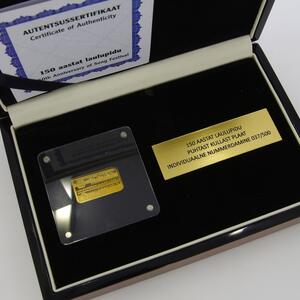 AUTENTSUSSERTIFIKAAT
Certificate of Authenticity
150 aastat laulupidu
Anniversary of Song Festival
150 AASTAT LAULUPIDU
PUHTAST KULLAST PLAAT
INDIVIDUAALNE NUMMERDAMINE 037/500